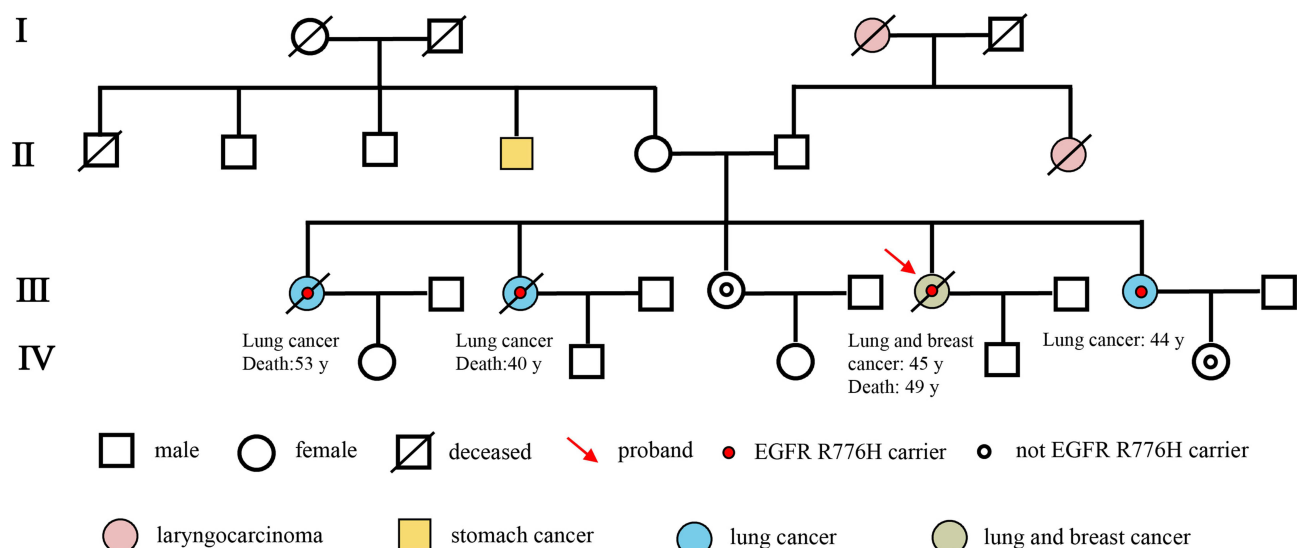 I
II
III
Lung cancer
Death:53 y
Lung cancer
Death:40 y
Lung and breast
cancer: 45 y
Death: 49 y
Lung cancer: 44 y
IV
male
female
deceased
proband
EGFR R776H carrier
not EGFR R776H carrier
laryngocarcinoma
stomach cancer
lung cancer
lung and breast cancer